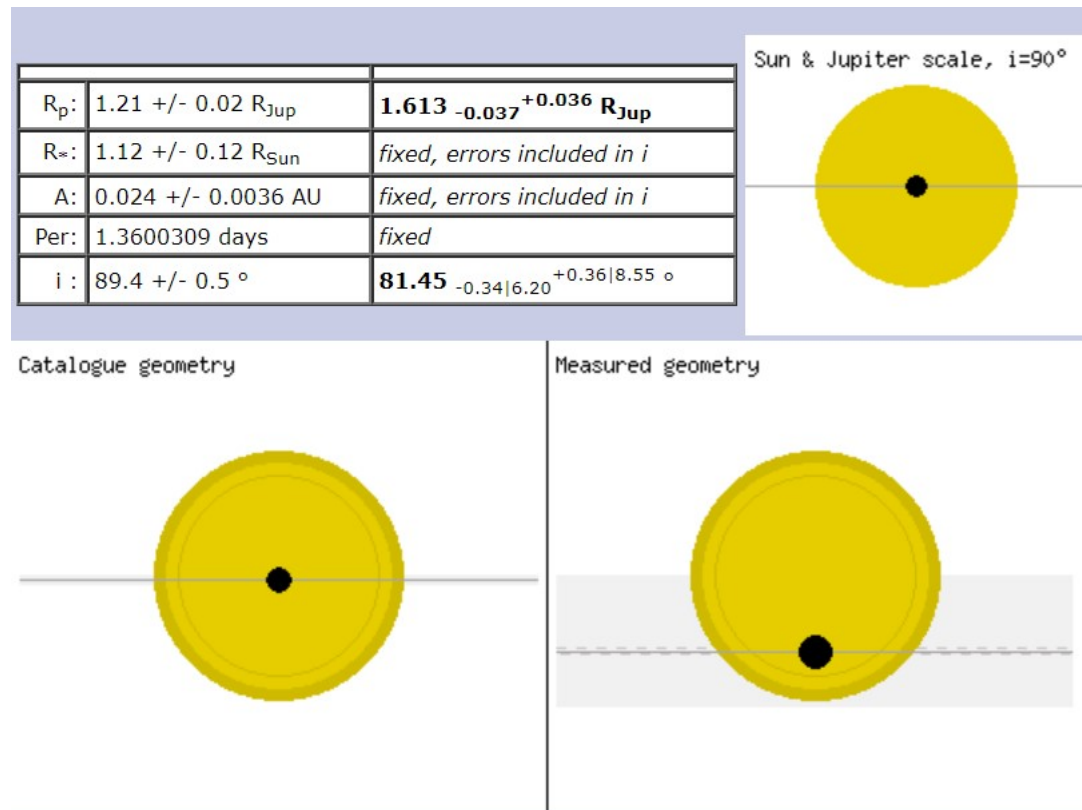 Sun & Jupiter scale, i=90°
Rp: 1.21 +/- 0.02 RJup 1.613 -0.037+0.036 RJup
R*: 1.12 +/- 0.12 RSun fixed, errors included in i
A: 0.024 +/- 0.0036 AU fixed, errors included in i
Per: 1.3600309 days fixed
i : 89.4 +/- 0.5 ° 81.45 -0.34|6.20+0.36|8.55 °
Catalogue geometry
Measured geometry